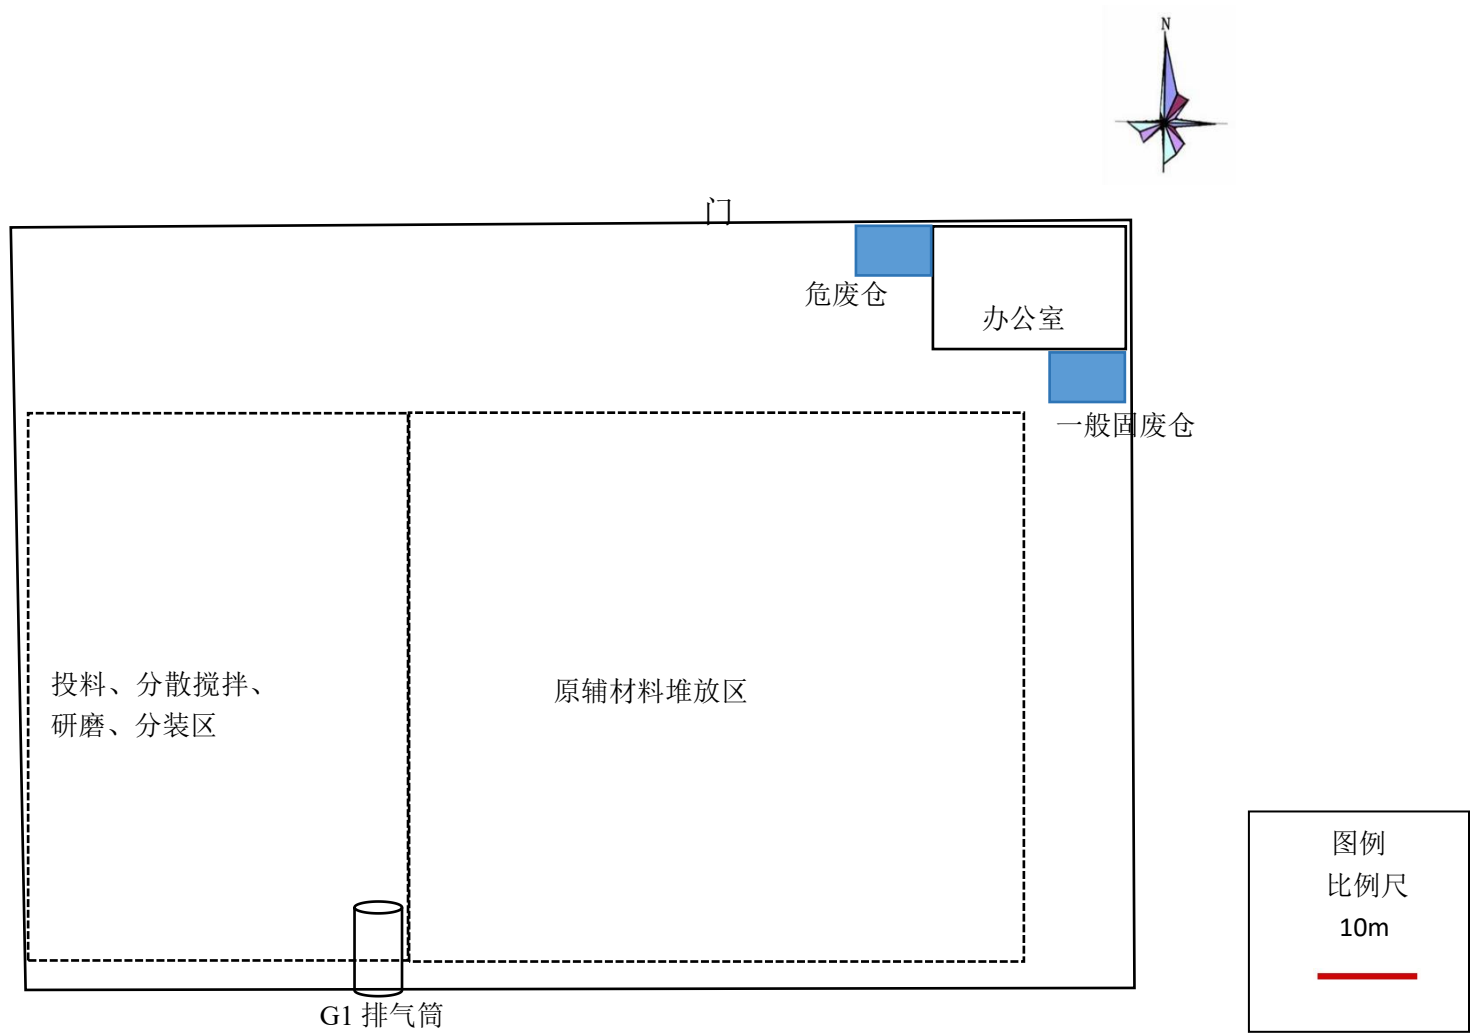 N
门
危废仓
办公室
一般固废仓
投料、分散搅拌、
研磨、分装区
原辅材料堆放区
G1 排气筒
图例
比例尺
10m